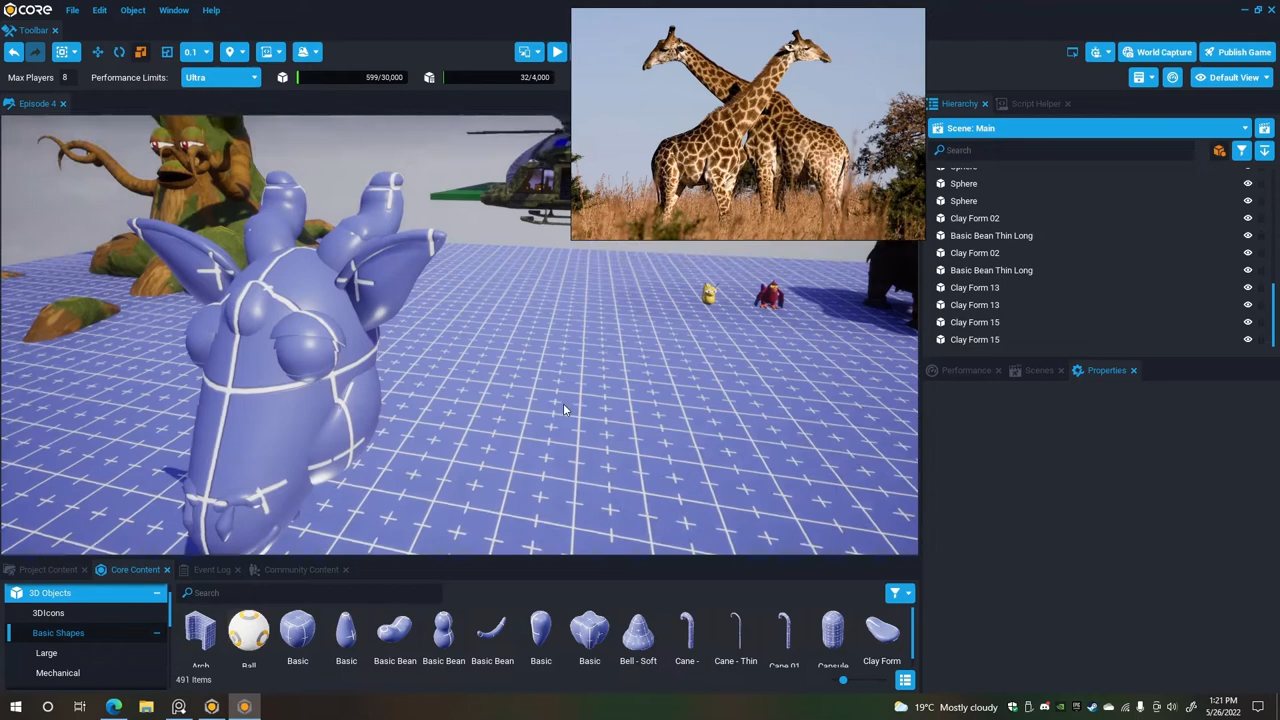 CORE File Edit Object Window Help
Toolbar
0.1 World Capture Publish Game
Max Players 8 Performance Limits: Ultra 599/30,000 32/4,000 Default View
Episode 4 Hierarchy Script Helper
Scene: Main
Search
Sphere
Sphere
Sphere
Clay Form 02
Basic Bean Thin Long
Clay Form 02
Basic Bean Thin Long
Clay Form 13
Clay Form 13
Clay Form 15
Clay Form 15
Performance Scenes Properties
Project Content Core Content Event Log Community Content
3D Objects Search
3DIcons
Basic Shapes
Large
Mechanical
Arch Ball Basic Basic Basic Bean Basic Bean Basic Bean Basic Basic Bell - Soft Cane - Cane - Thin Cane 01 Capsule Clay Form
491 Items
19°C Mostly cloudy 1:21 PM
5/26/2022